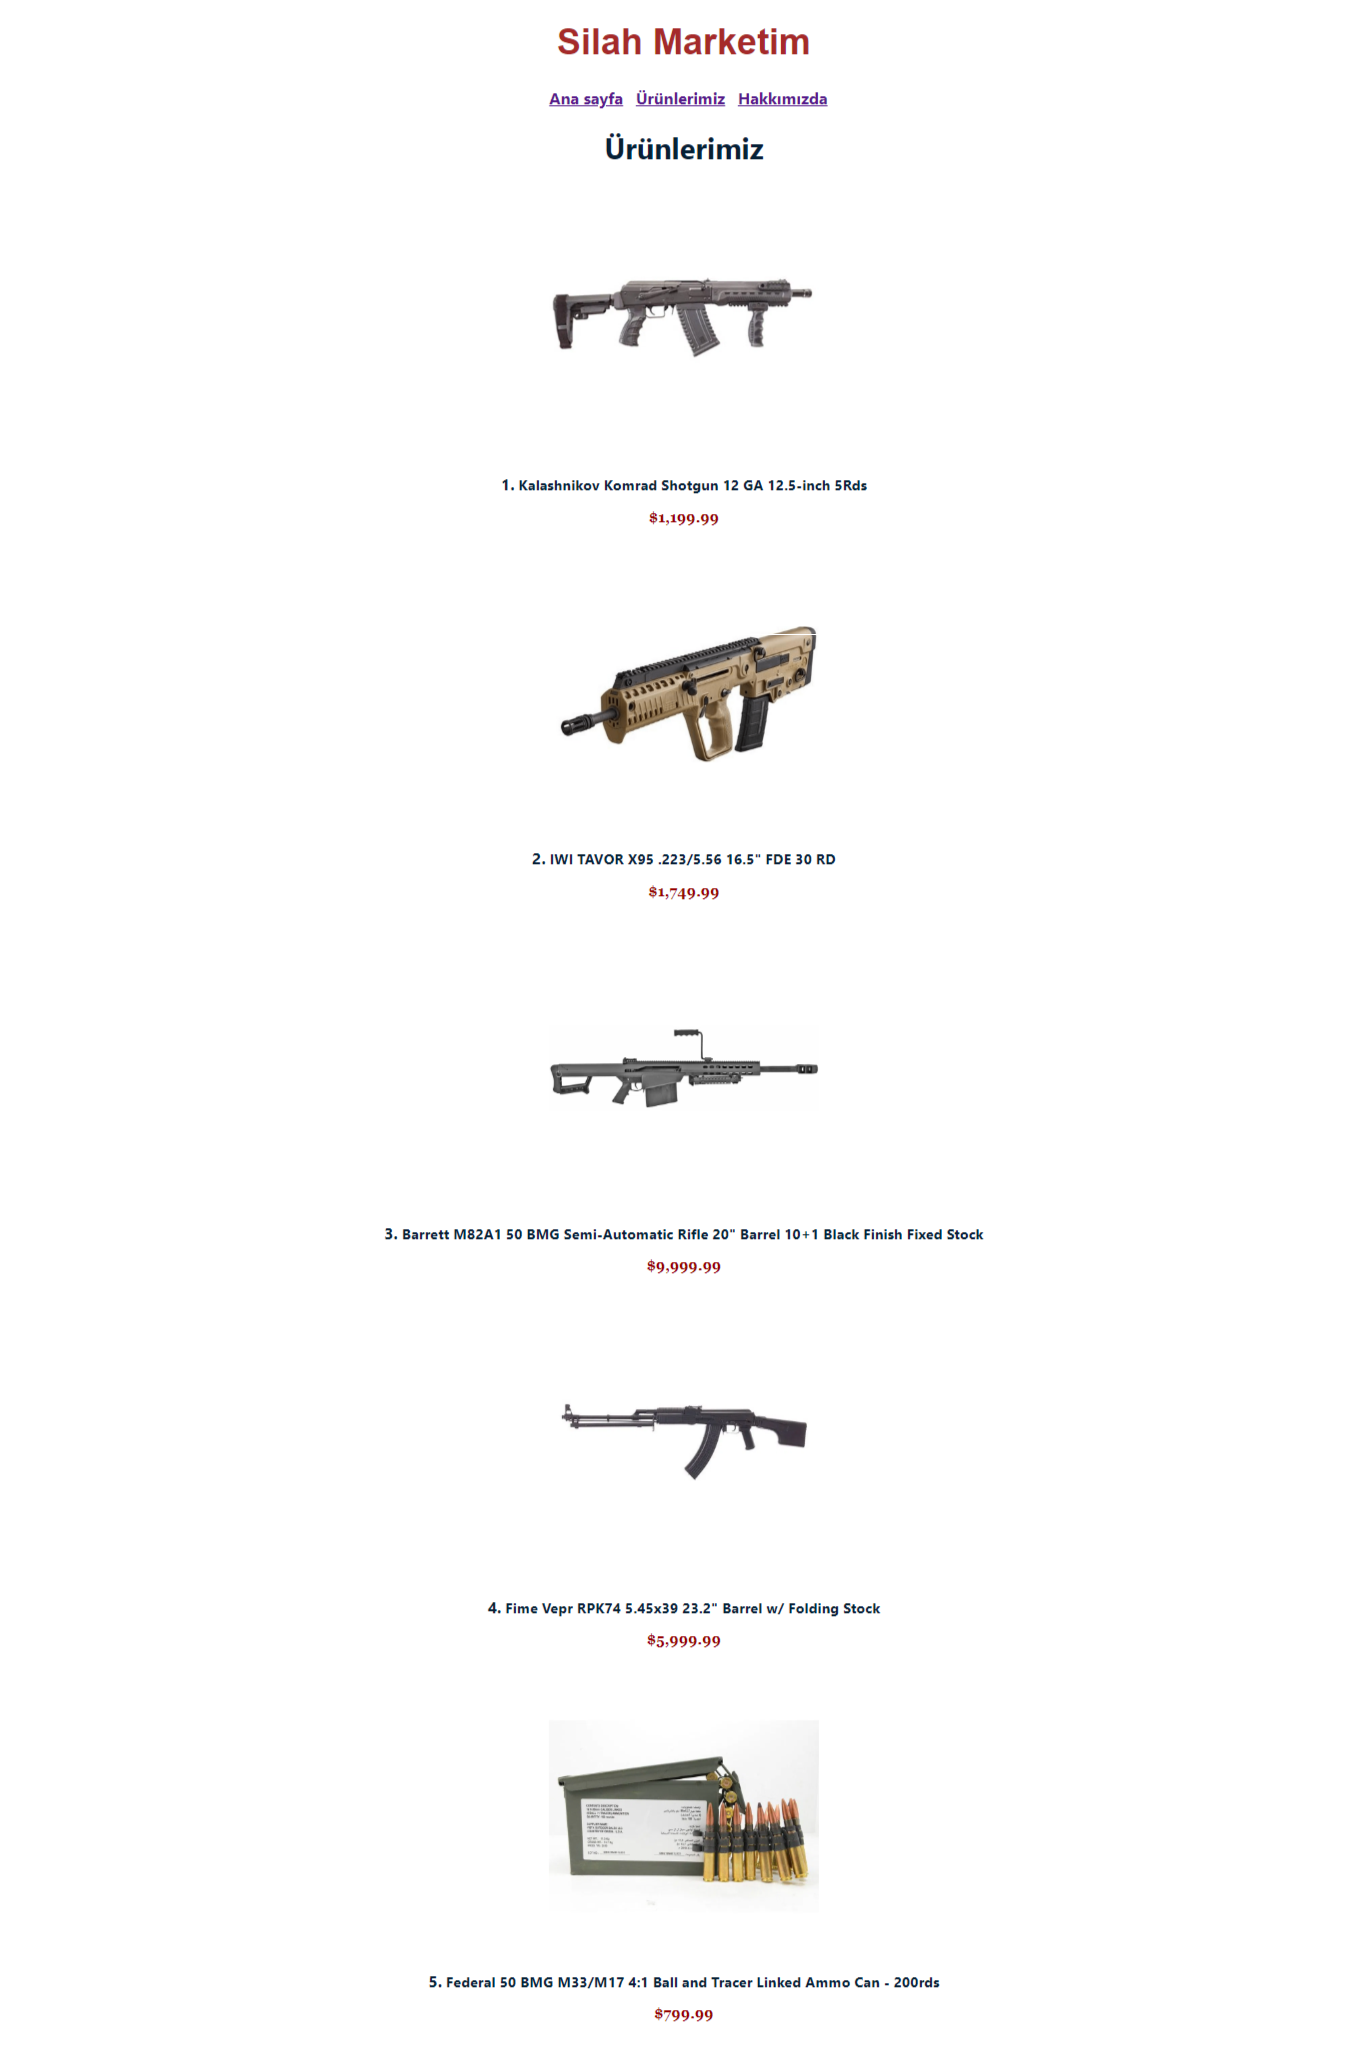 Silah Marketim
Ana sayfa Ürünlerimiz Hakkımızda
Ürünlerimiz
1. Kalashnikov Komrad Shotgun 12 GA 12.5-inch 5Rds
$1,199.99
2. IWI TAVOR X95 .223/5.56 16.5" FDE 30 RD
$1,749.99
3. Barrett M82A1 50 BMG Semi-Automatic Rifle 20" Barrel 10+1 Black Finish Fixed Stock
$9,999.99
4. Fime Vepr RPK74 5.45x39 23.2" Barrel w/ Folding Stock
$5,999.99
5. Federal 50 BMG M33/M17 4:1 Ball and Tracer Linked Ammo Can - 200rds
$799.99